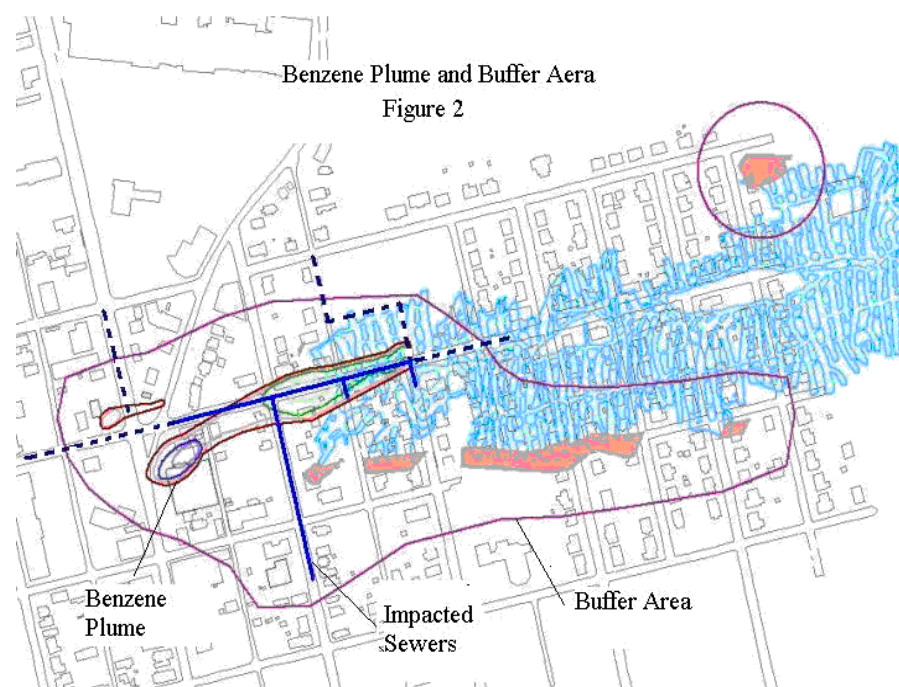 Benzene Plume and Buffer Aera
Figure 2
Benzene
Plume
Impacted
Sewers
Buffer Area